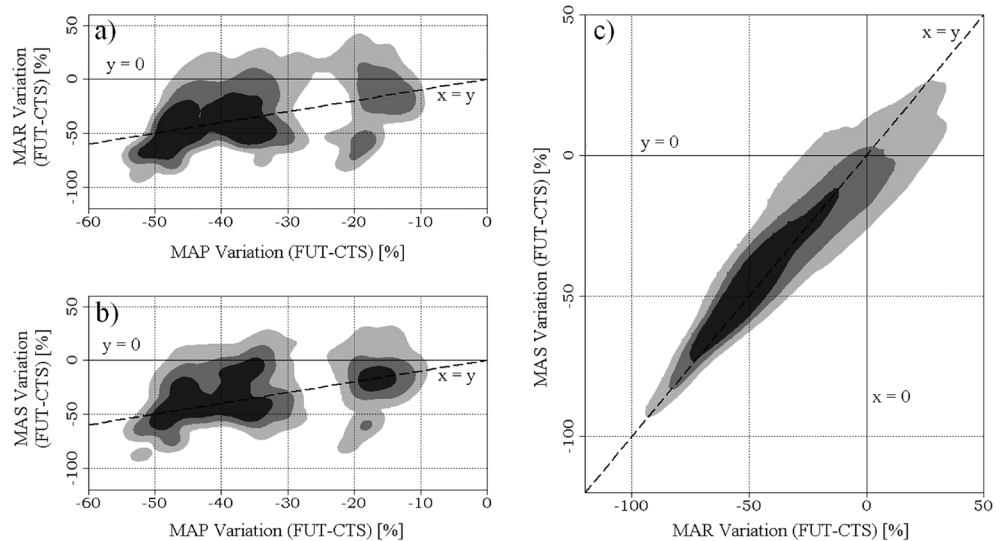 a)
y = 0
x = y
MAR Variation
(FUT-CTS) [%]
50
0
-50
-100
-60 -50 -40 -30 -20 -10 0
MAP Variation (FUT-CTS) [%]
b)
y = 0
x = y
MAS Variation
(FUT-CTS) [%]
50
0
-50
-100
-60 -50 -40 -30 -20 -10 0
MAP Variation (FUT-CTS) [%]
c)
x = y
y = 0
x = 0
MAS Variation (FUT-CTS) [%]
50
0
-50
-100
-100 -50 0 50
MAR Variation (FUT-CTS) [%]